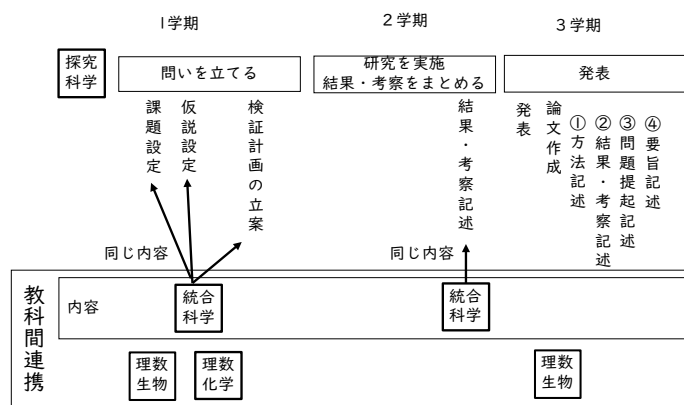 1学期
2学期
3学期
探究
科学
問いを立てる
研究を実施
結果・考察をまとめる
発表
課題設定
仮説設定
検証計画の立案
結果・考察記述
発表
論文作成
①方法記述
②結果・考察記述
③問題提起記述
④要旨記述
同じ内容
同じ内容
教科間連携
内容
統合
科学
統合
科学
理数
生物
理数
化学
理数
生物